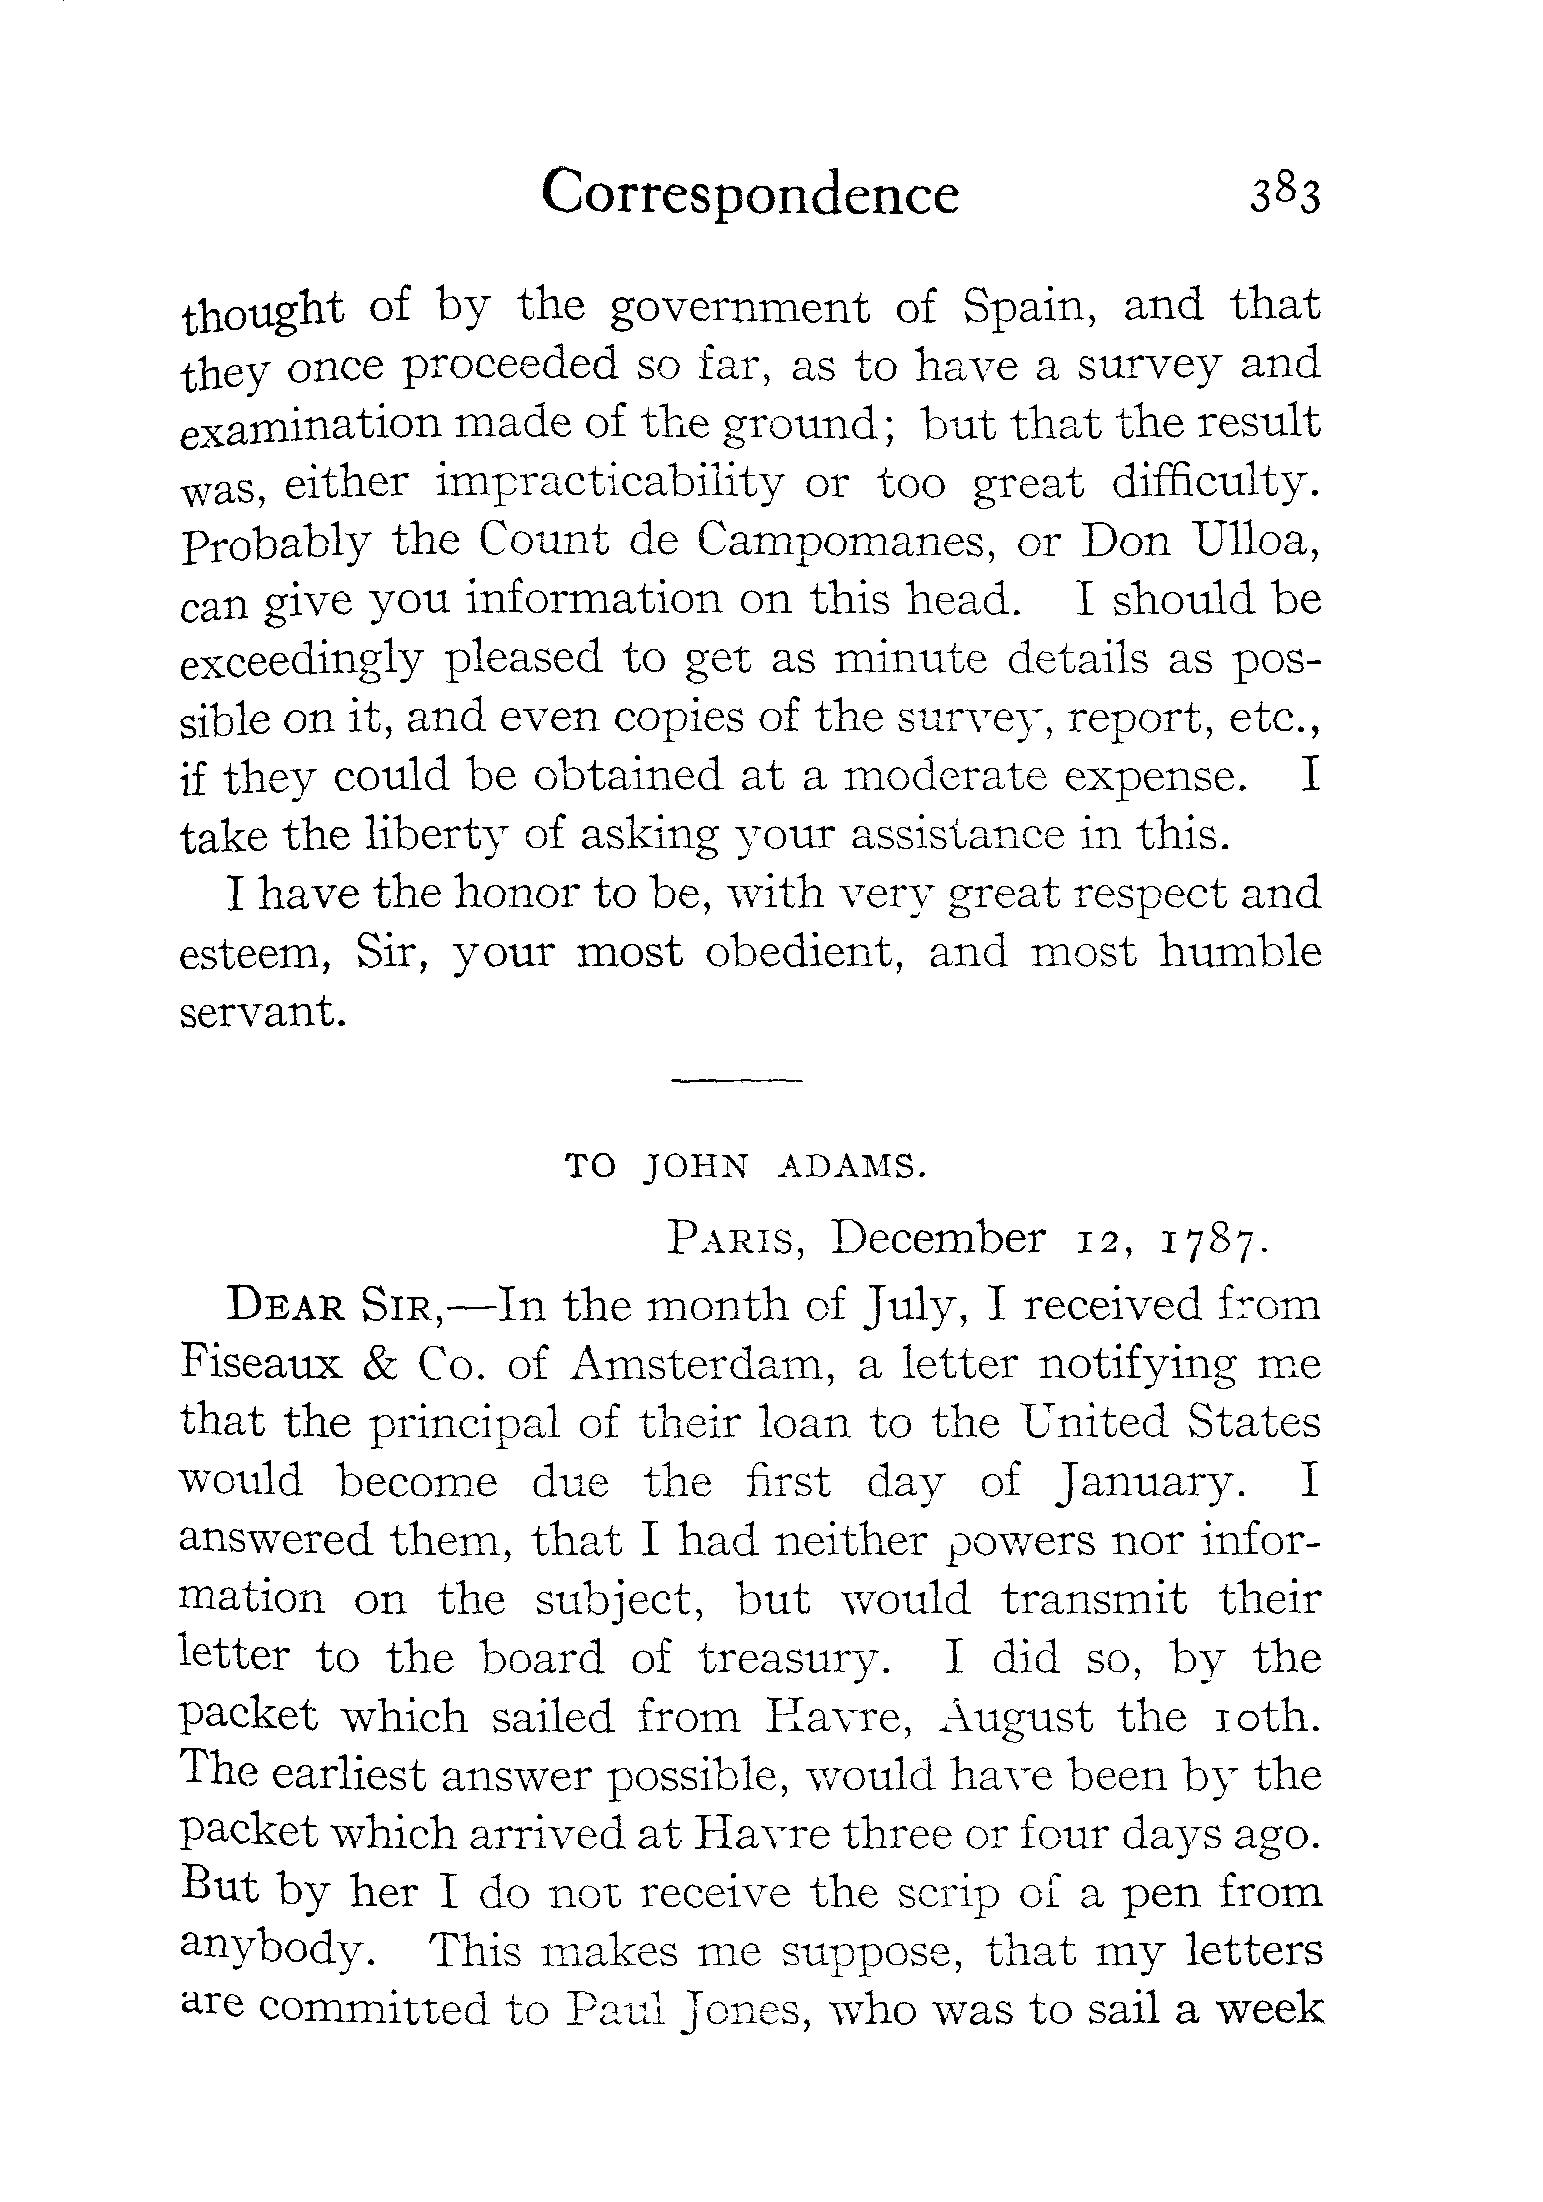 Correspondence 383
thought of by the government of Spain, and that
they once proceeded so far, as to have a survey and
examination made of the ground; but that the result
was, either impracticability or too great difficulty.
Probably the Count de Campomanes, or Don Ulloa,
can give you information on this head. I should be
exceedingly pleased to get as minute details as pos-
sible on it, and even copies of the survey, report, etc.,
if they could be obtained at a moderate expense. I
take the liberty of asking your assistance in this.
I have the honor to be, with very great respect and
esteem, Sir, your most obedient, and most humble
servant.
TO JOHN ADAMS.
PARIS, December 12, 1787.
DEAR SIR,—In the month of July, I received from
Fiseaux & Co. of Amsterdam, a letter notifying me
that the principal of their loan to the United States
would become due the first day of January. I
answered them, that I had neither powers nor infor-
mation on the subject, but would transmit their
letter to the board of treasury. I did so, by the
packet which sailed from Havre, August the 10th.
The earliest answer possible, would have been by the
packet which arrived at Havre three or four days ago.
But by her I do not receive the scrip of a pen from
anybody. This makes me suppose, that my letters
are committed to Paul Jones, who was to sail a week